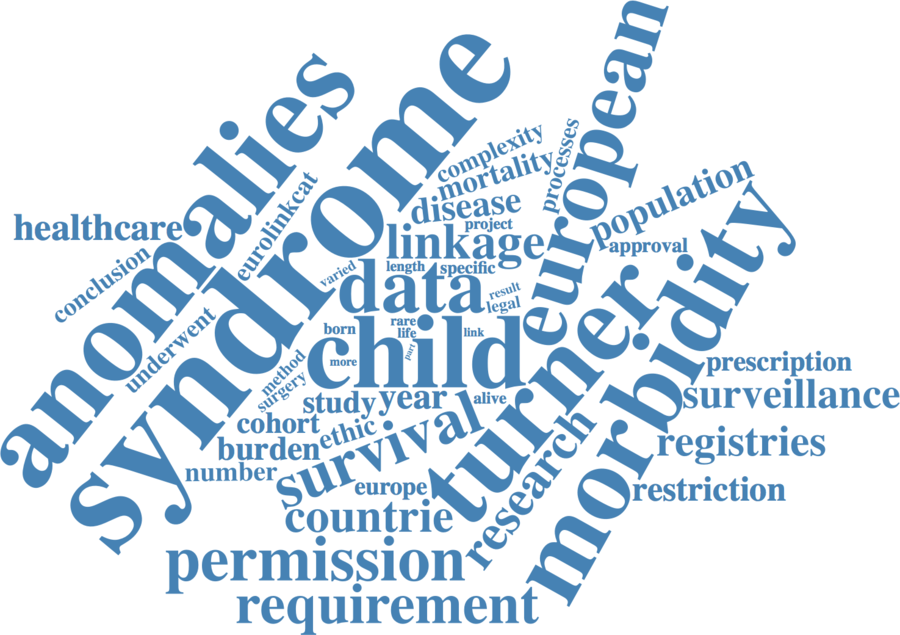 anomalies
syndrome
european
complexity
processes
mortality
disease
project
population
healthcare
eurolinkcat
linkage
approval
conclusion
varied
length
specific
data
result
legal
morbidity
underwent
born
rare
life
link
child
part
more
turner
method
surgery
prescription
study
year
alive
surveillance
cohort
ethic
survival
burden
number
research
registries
europe
restriction
countrie
permission
requirement